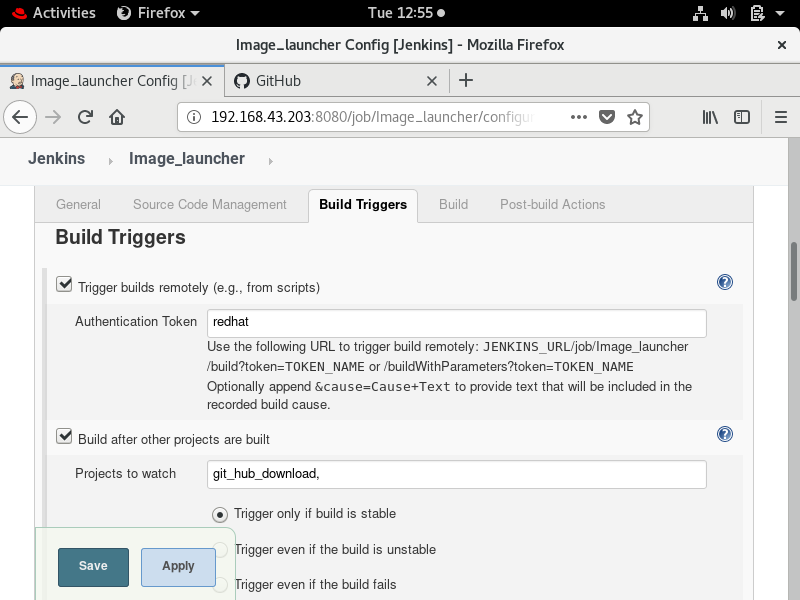 Activities Firefox Tue 12:55
Image_launcher Config [Jenkins] - Mozilla Firefox
Image_launcher Config [J GitHub
192.168.43.203:8080/job/Image_launcher/configu
Jenkins Image_launcher
General Source Code Management Build Triggers Build Post-build Actions
Build Triggers
Trigger builds remotely (e.g., from scripts)
Authentication Token redhat
Use the following URL to trigger build remotely: JENKINS_URL/job/Image_launcher
/build?token=TOKEN_NAME or /buildWithParameters?token=TOKEN_NAME
Optionally append &cause=Cause+Text to provide text that will be included in the
recorded build cause.
Build after other projects are built
Projects to watch git_hub_download,
Trigger only if build is stable
Trigger even if the build is unstable
Save Apply
Trigger even if the build fails